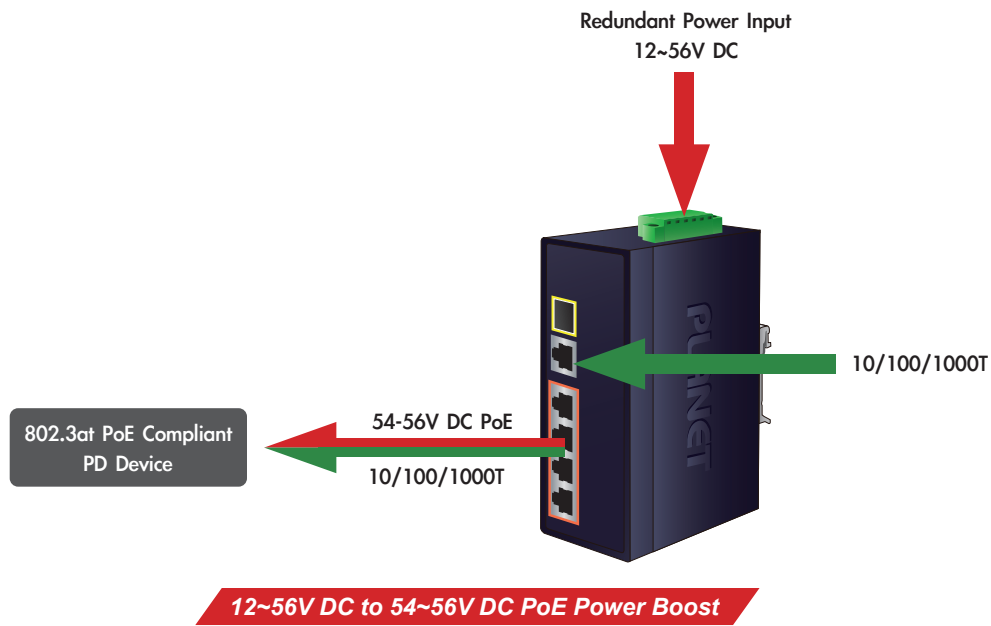 Redundant Power Input
12~56V DC
PLANET
10/100/1000T
54-56V DC PoE
10/100/1000T
802.3at PoE Compliant
PD Device
12~56V DC to 54~56V DC PoE Power Boost